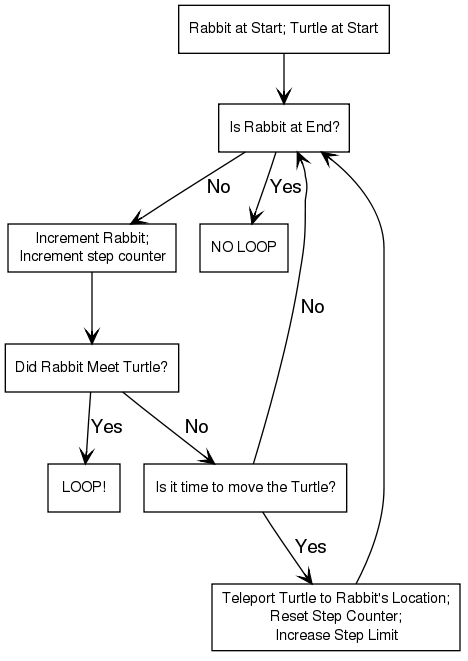 Rabbit at Start; Turtle at Start
Is Rabbit at End?
No
Yes
Increment Rabbit;
Increment step counter
NO LOOP
No
Did Rabbit Meet Turtle?
Yes
No
LOOP!
Is it time to move the Turtle?
Yes
Teleport Turtle to Rabbit's Location;
Reset Step Counter;
Increase Step Limit